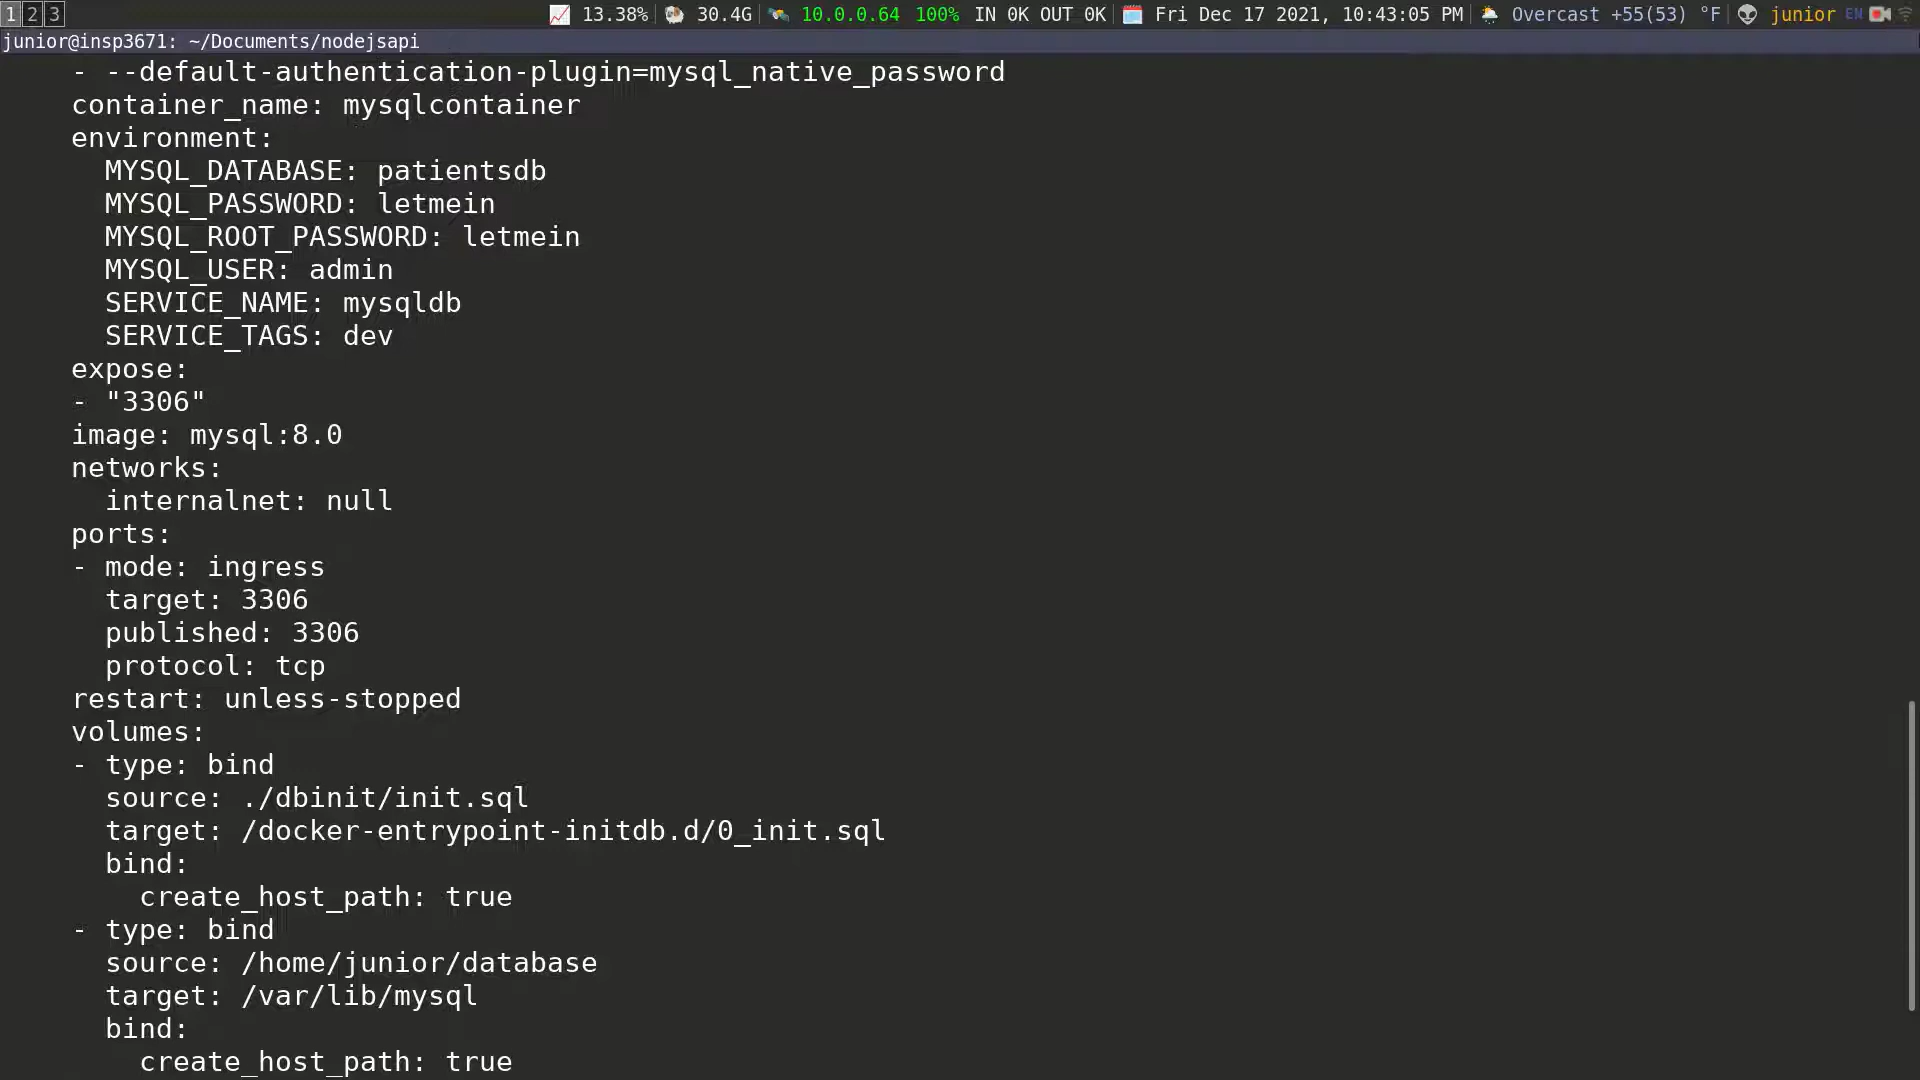 1 2 3 13.38% 30.4G 10.0.0.64 100% IN 0K OUT 0K Fri Dec 17 2021, 10:43:05 PM Overcast +55(53) °F junior EN
junior@insp3671: ~/Documents/nodejsapi
- --default-authentication-plugin=mysql_native_password
container_name: mysqlcontainer
environment:
MYSQL_DATABASE: patientsdb
MYSQL_PASSWORD: letmein
MYSQL_ROOT_PASSWORD: letmein
MYSQL_USER: admin
SERVICE_NAME: mysqldb
SERVICE_TAGS: dev
expose:
- "3306"
image: mysql:8.0
networks:
internalnet: null
ports:
- mode: ingress
target: 3306
published: 3306
protocol: tcp
restart: unless-stopped
volumes:
- type: bind
source: ./dbinit/init.sql
target: /docker-entrypoint-initdb.d/0_init.sql
bind:
create_host_path: true
- type: bind
source: /home/junior/database
target: /var/lib/mysql
bind:
create_host_path: true